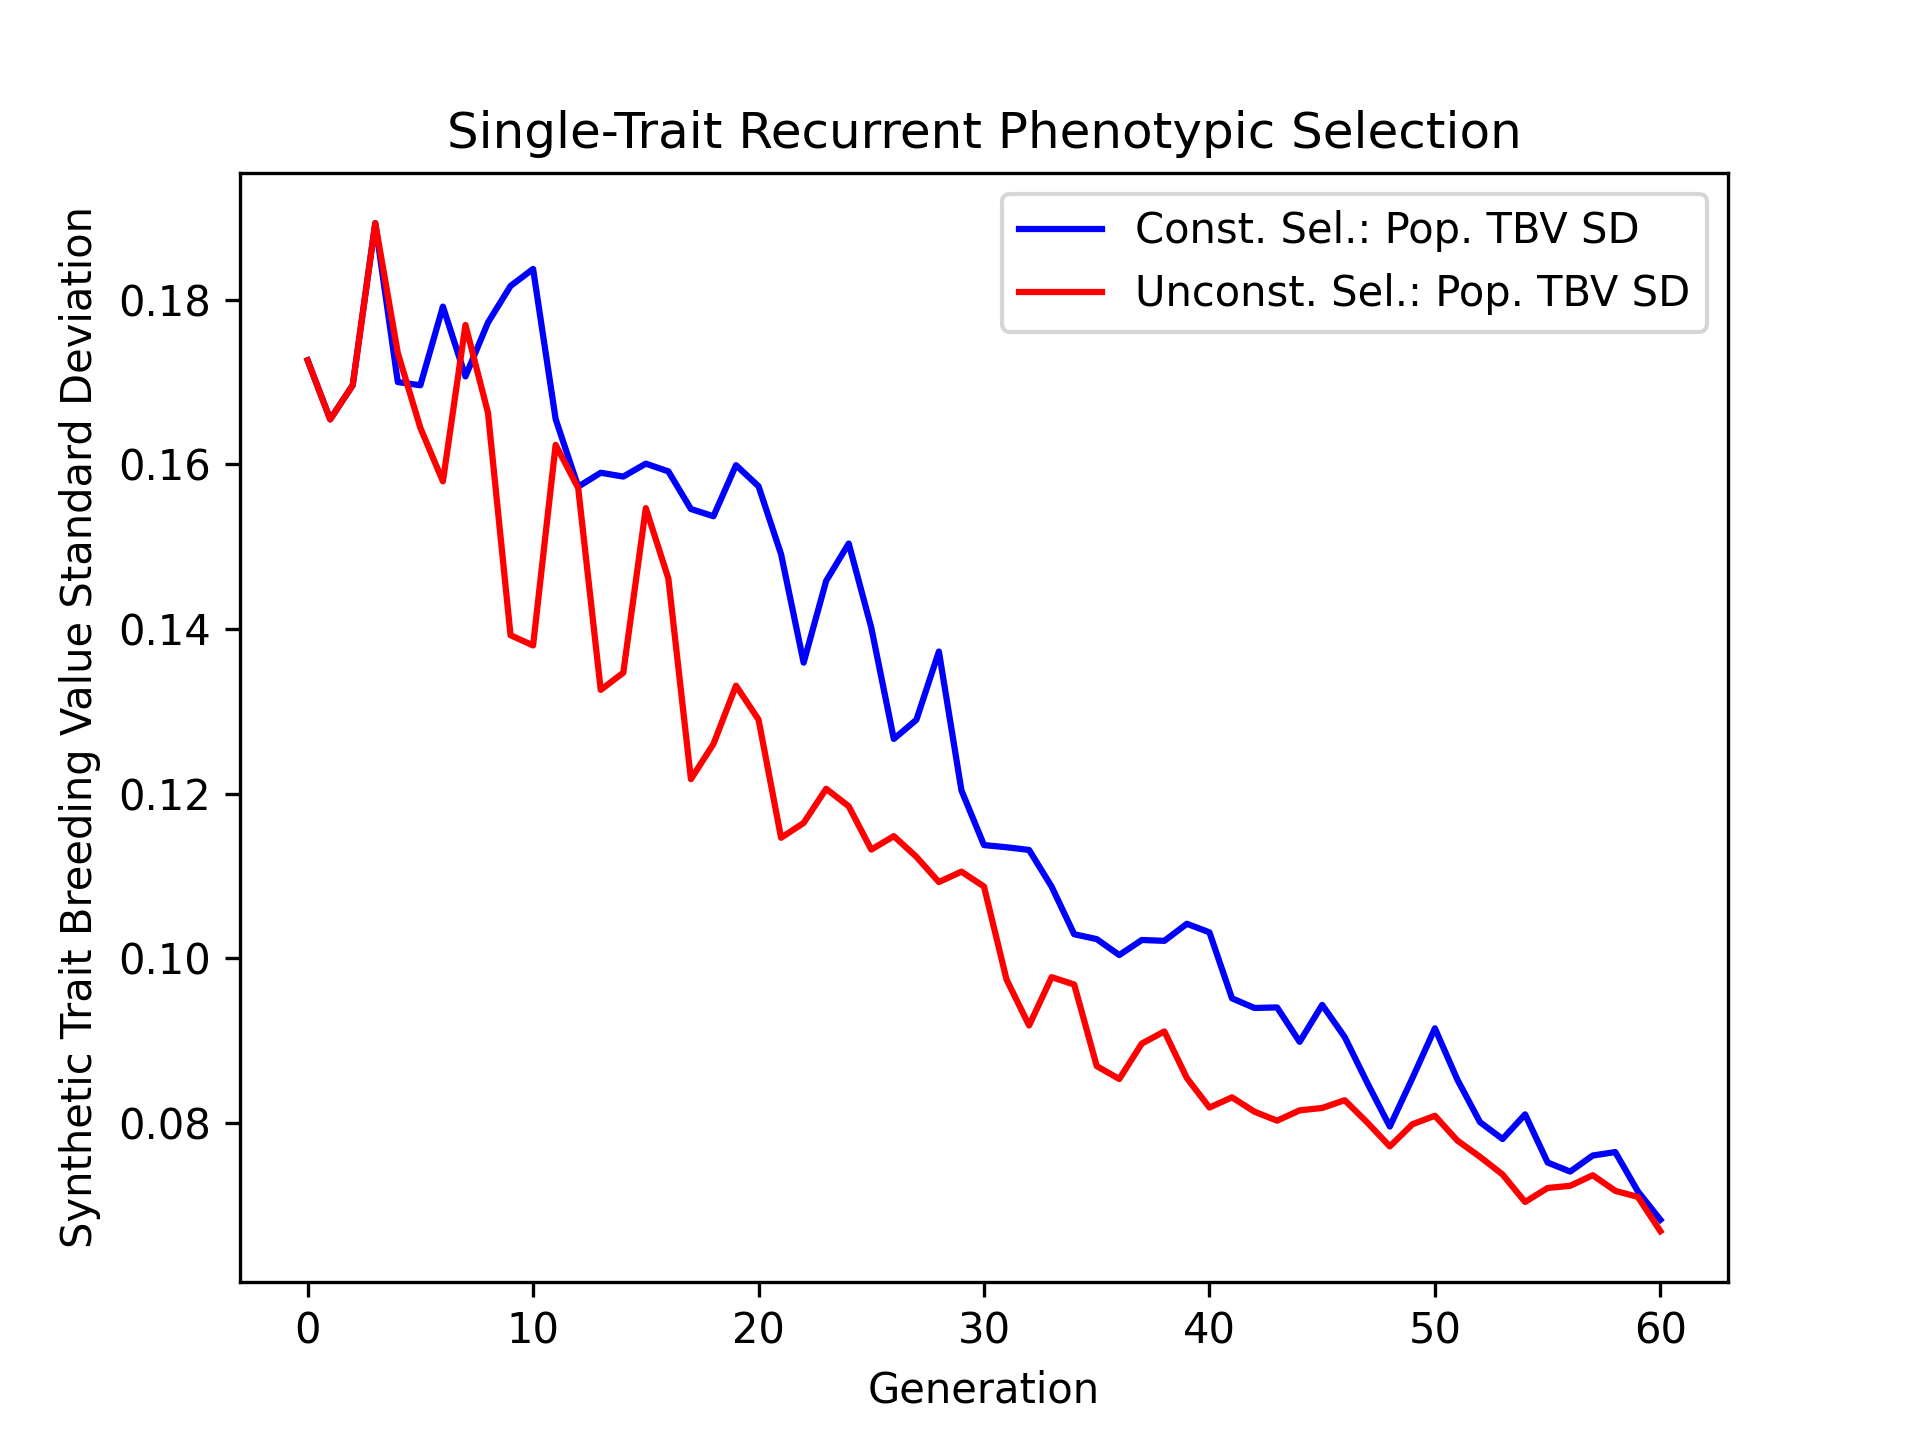 Single-Trait Recurrent Phenotypic Selection
Synthetic Trait Breeding Value Standard Deviation
0.18
0.16
0.14
0.12
0.10
0.08
Const. Sel.: Pop. TBV SD
Unconst. Sel.: Pop. TBV SD
0 10 20 30 40 50 60
Generation